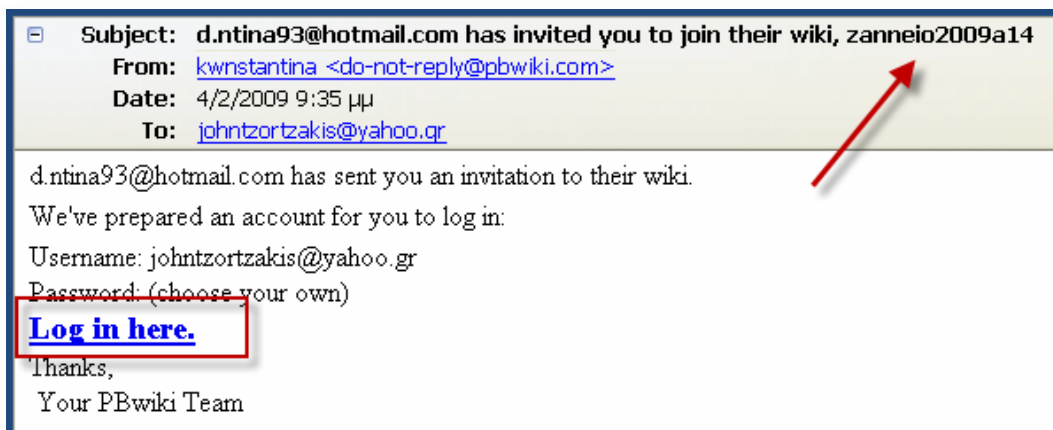 Subject: d.ntina93@hotmail.com has invited you to join their wiki, zanneio2009a14
From: kwnstantina <do-not-reply@pbwiki.com>
Date: 4/2/2009 9:35 μμ
To: johntzortzakis@yahoo.gr
d.ntina93@hotmail.com has sent you an invitation to their wiki.
We've prepared an account for you to log in:
Username: johntzortzakis@yahoo.gr
Password: (choose your own)
Log in here.
Thanks,
Your PBwiki Team